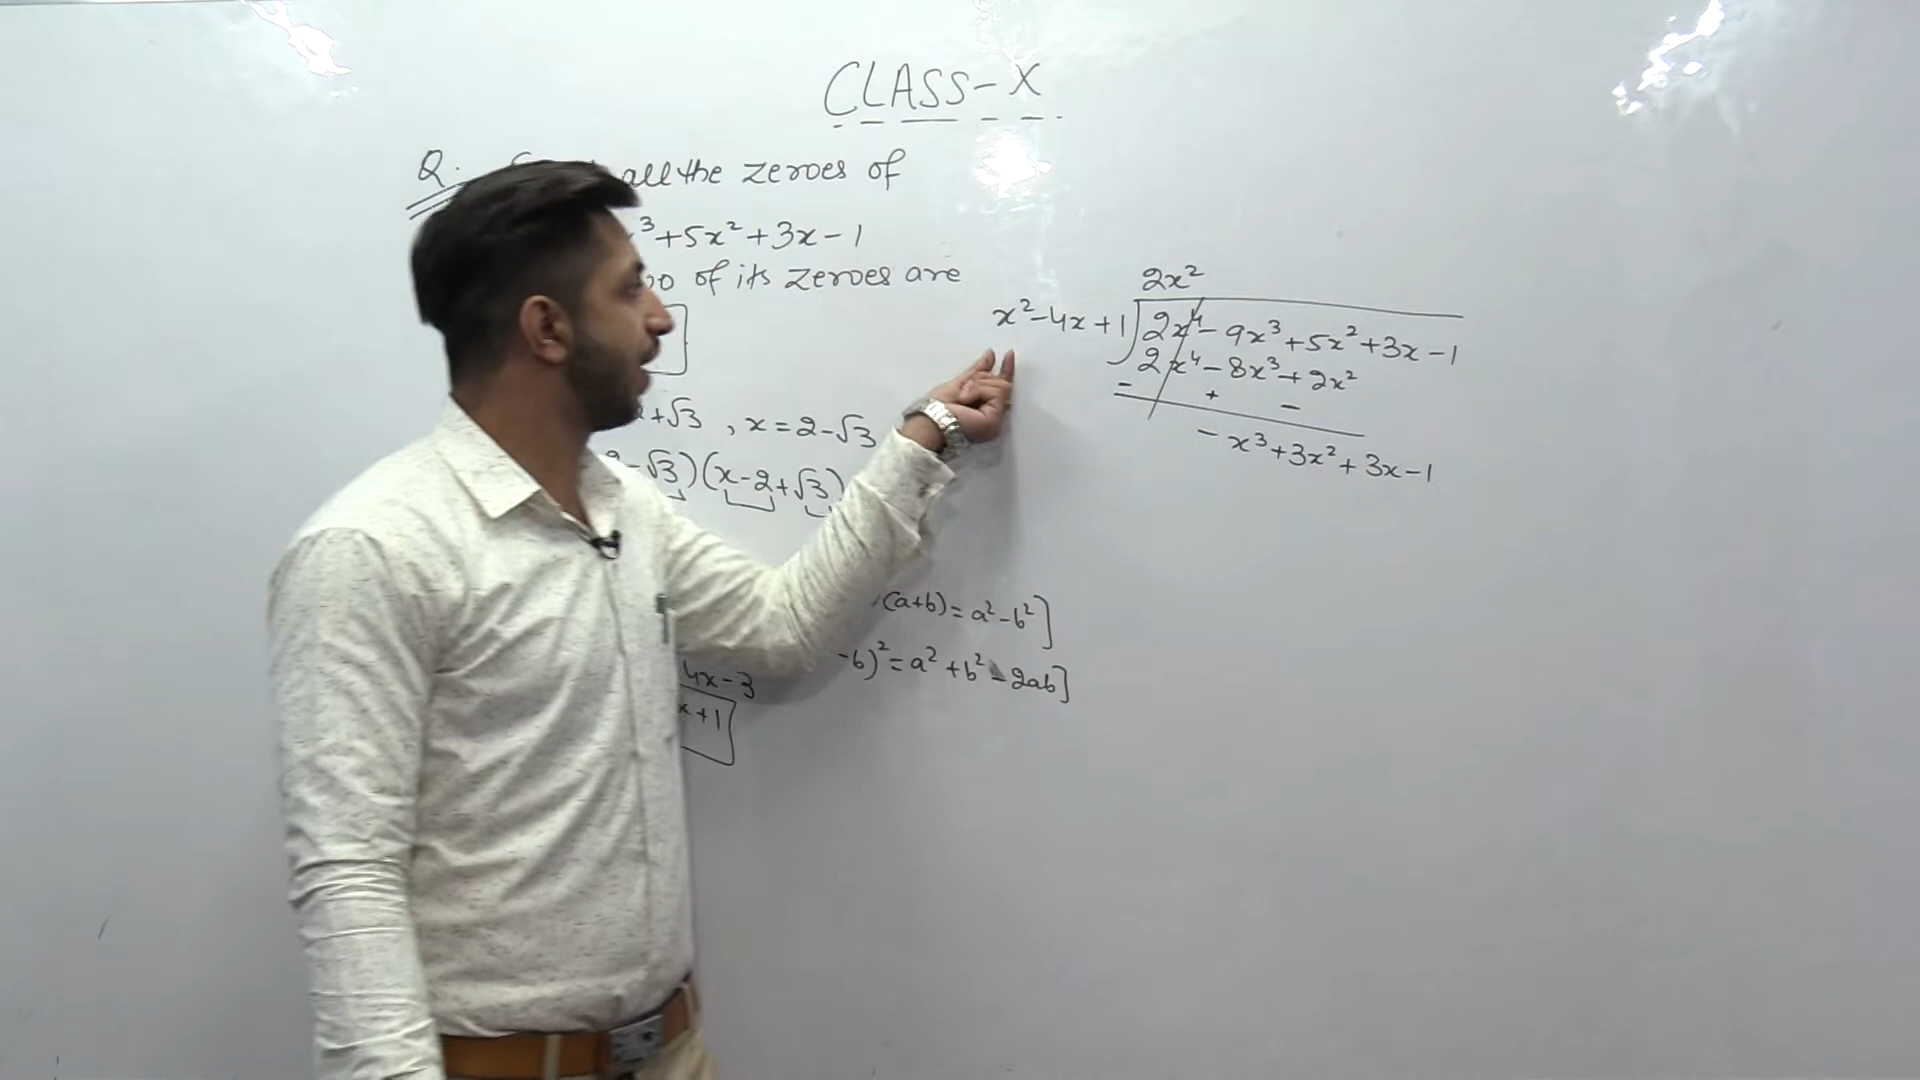 CLASS-X
Q. all the zeroes of
³+5x²+3x-1
of its zeroes are
+√3 , x=2-√3
-√3)(x-2+√3)
(a+b)=a²-b²]
-b)²=a²+b²-2ab]
4x-3
x+1
2x²
x²-4x+1)2x⁴-9x³+5x²+3x-1
2x⁴-8x³+2x²
- + -
-x³+3x²+3x-1